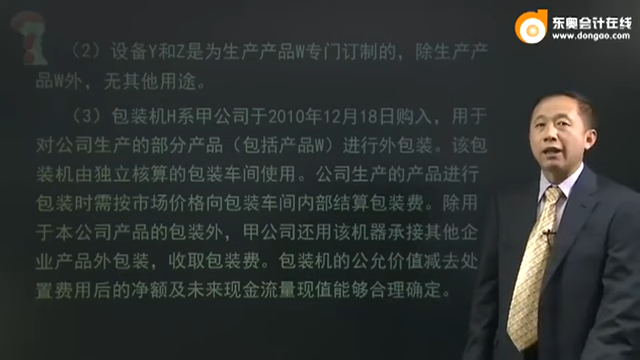 东奥会计在线
www.dongao.com
（2）设备Y和Z是为生产产品W专门订制的，除生产产
品W外，无其他用途。
（3）包装机H系甲公司于2010年12月18日购入，用于
对公司生产的部分产品（包括产品W）进行外包装。该包
装机由独立核算的包装车间使用。公司生产的产品进行
包装时需按市场价格向包装车间内部结算包装费。除用
于本公司产品的包装外，甲公司还用该机器承接其他企
业产品外包装，收取包装费。包装机的公允价值减去处
置费用后的净额及未来现金流量现值能够合理确定。